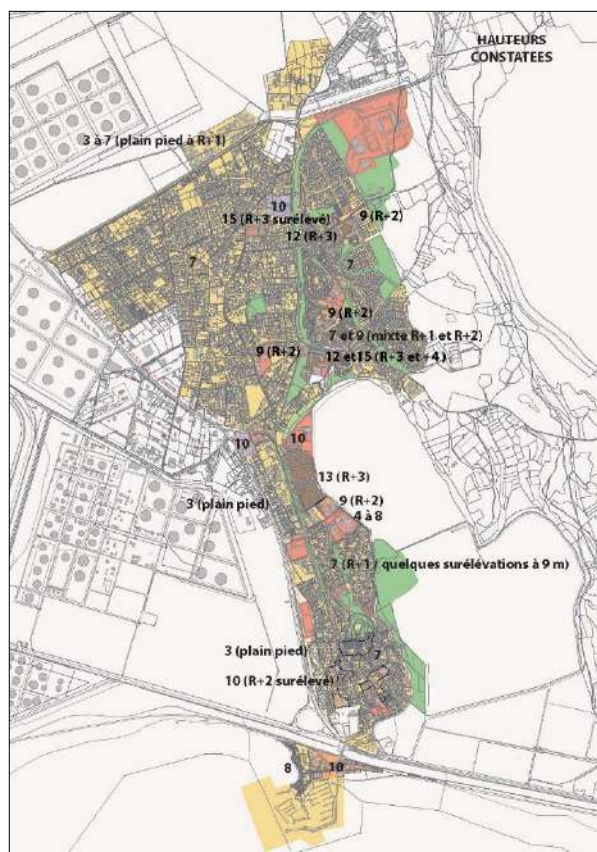 HAUTEURS
CONSTATEES
3 à 7 (plain pied à R+1)
10
15 (R+3 surélevé)
9 (R+2)
12 (R+3)
7
7
9 (R+2)
7 et 9 (mixte R+1 et R+2)
9 (R+2)
12 et15 (R+3 et +4)
10
10
13 (R+3)
3 (plain pied)
9 (R+2)
4 à 8
7 (R+1 / quelques surélévations à 9 m)
3 (plain pied)
7
10 (R+2 surélevé)
8
10